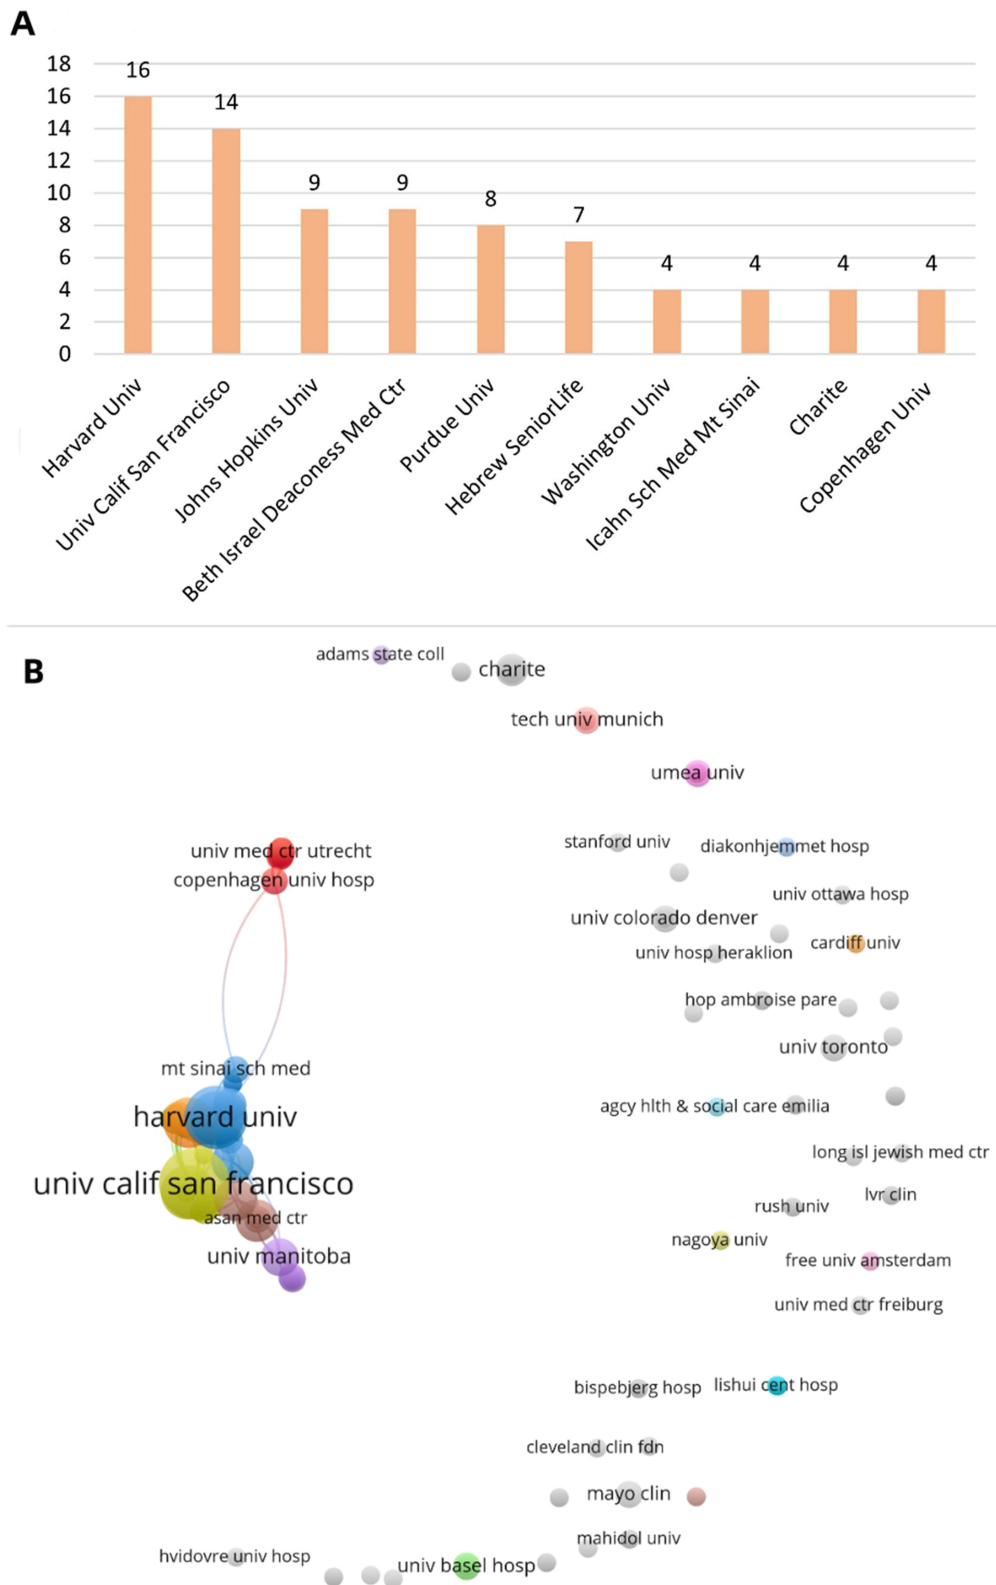 A
18
16
14
12
10
8
6
4
2
0
16
14
9
9
8
7
4
4
4
4
Harvard Univ
Univ Calif San Francisco
Johns Hopkins Univ
Beth Israel Deaconess Med Ctr
Purdue Univ
Hebrew SeniorLife
Washington Univ
Icahn Sch Med Mt Sinai
Charite
Copenhagen Univ
B
adams state coll
charite
tech univ munich
umea univ
stanford univ
diakonhjemmet hosp
univ med ctr utrecht
copenhagen univ hosp
univ ottawa hosp
univ colorado denver
cardiff univ
univ hosp heraklion
hop ambroise pare
univ toronto
mt sinai sch med
agcy hlth & social care emilia
harvard univ
long isl jewish med ctr
univ calif san francisco
lvr clin
rush univ
asan med ctr
nagoya univ
univ manitoba
free univ amsterdam
univ med ctr freiburg
bispebjerg hosp
lishui cent hosp
cleveland clin fdn
mayo clin
mahidol univ
hvidovre univ hosp
univ basel hosp